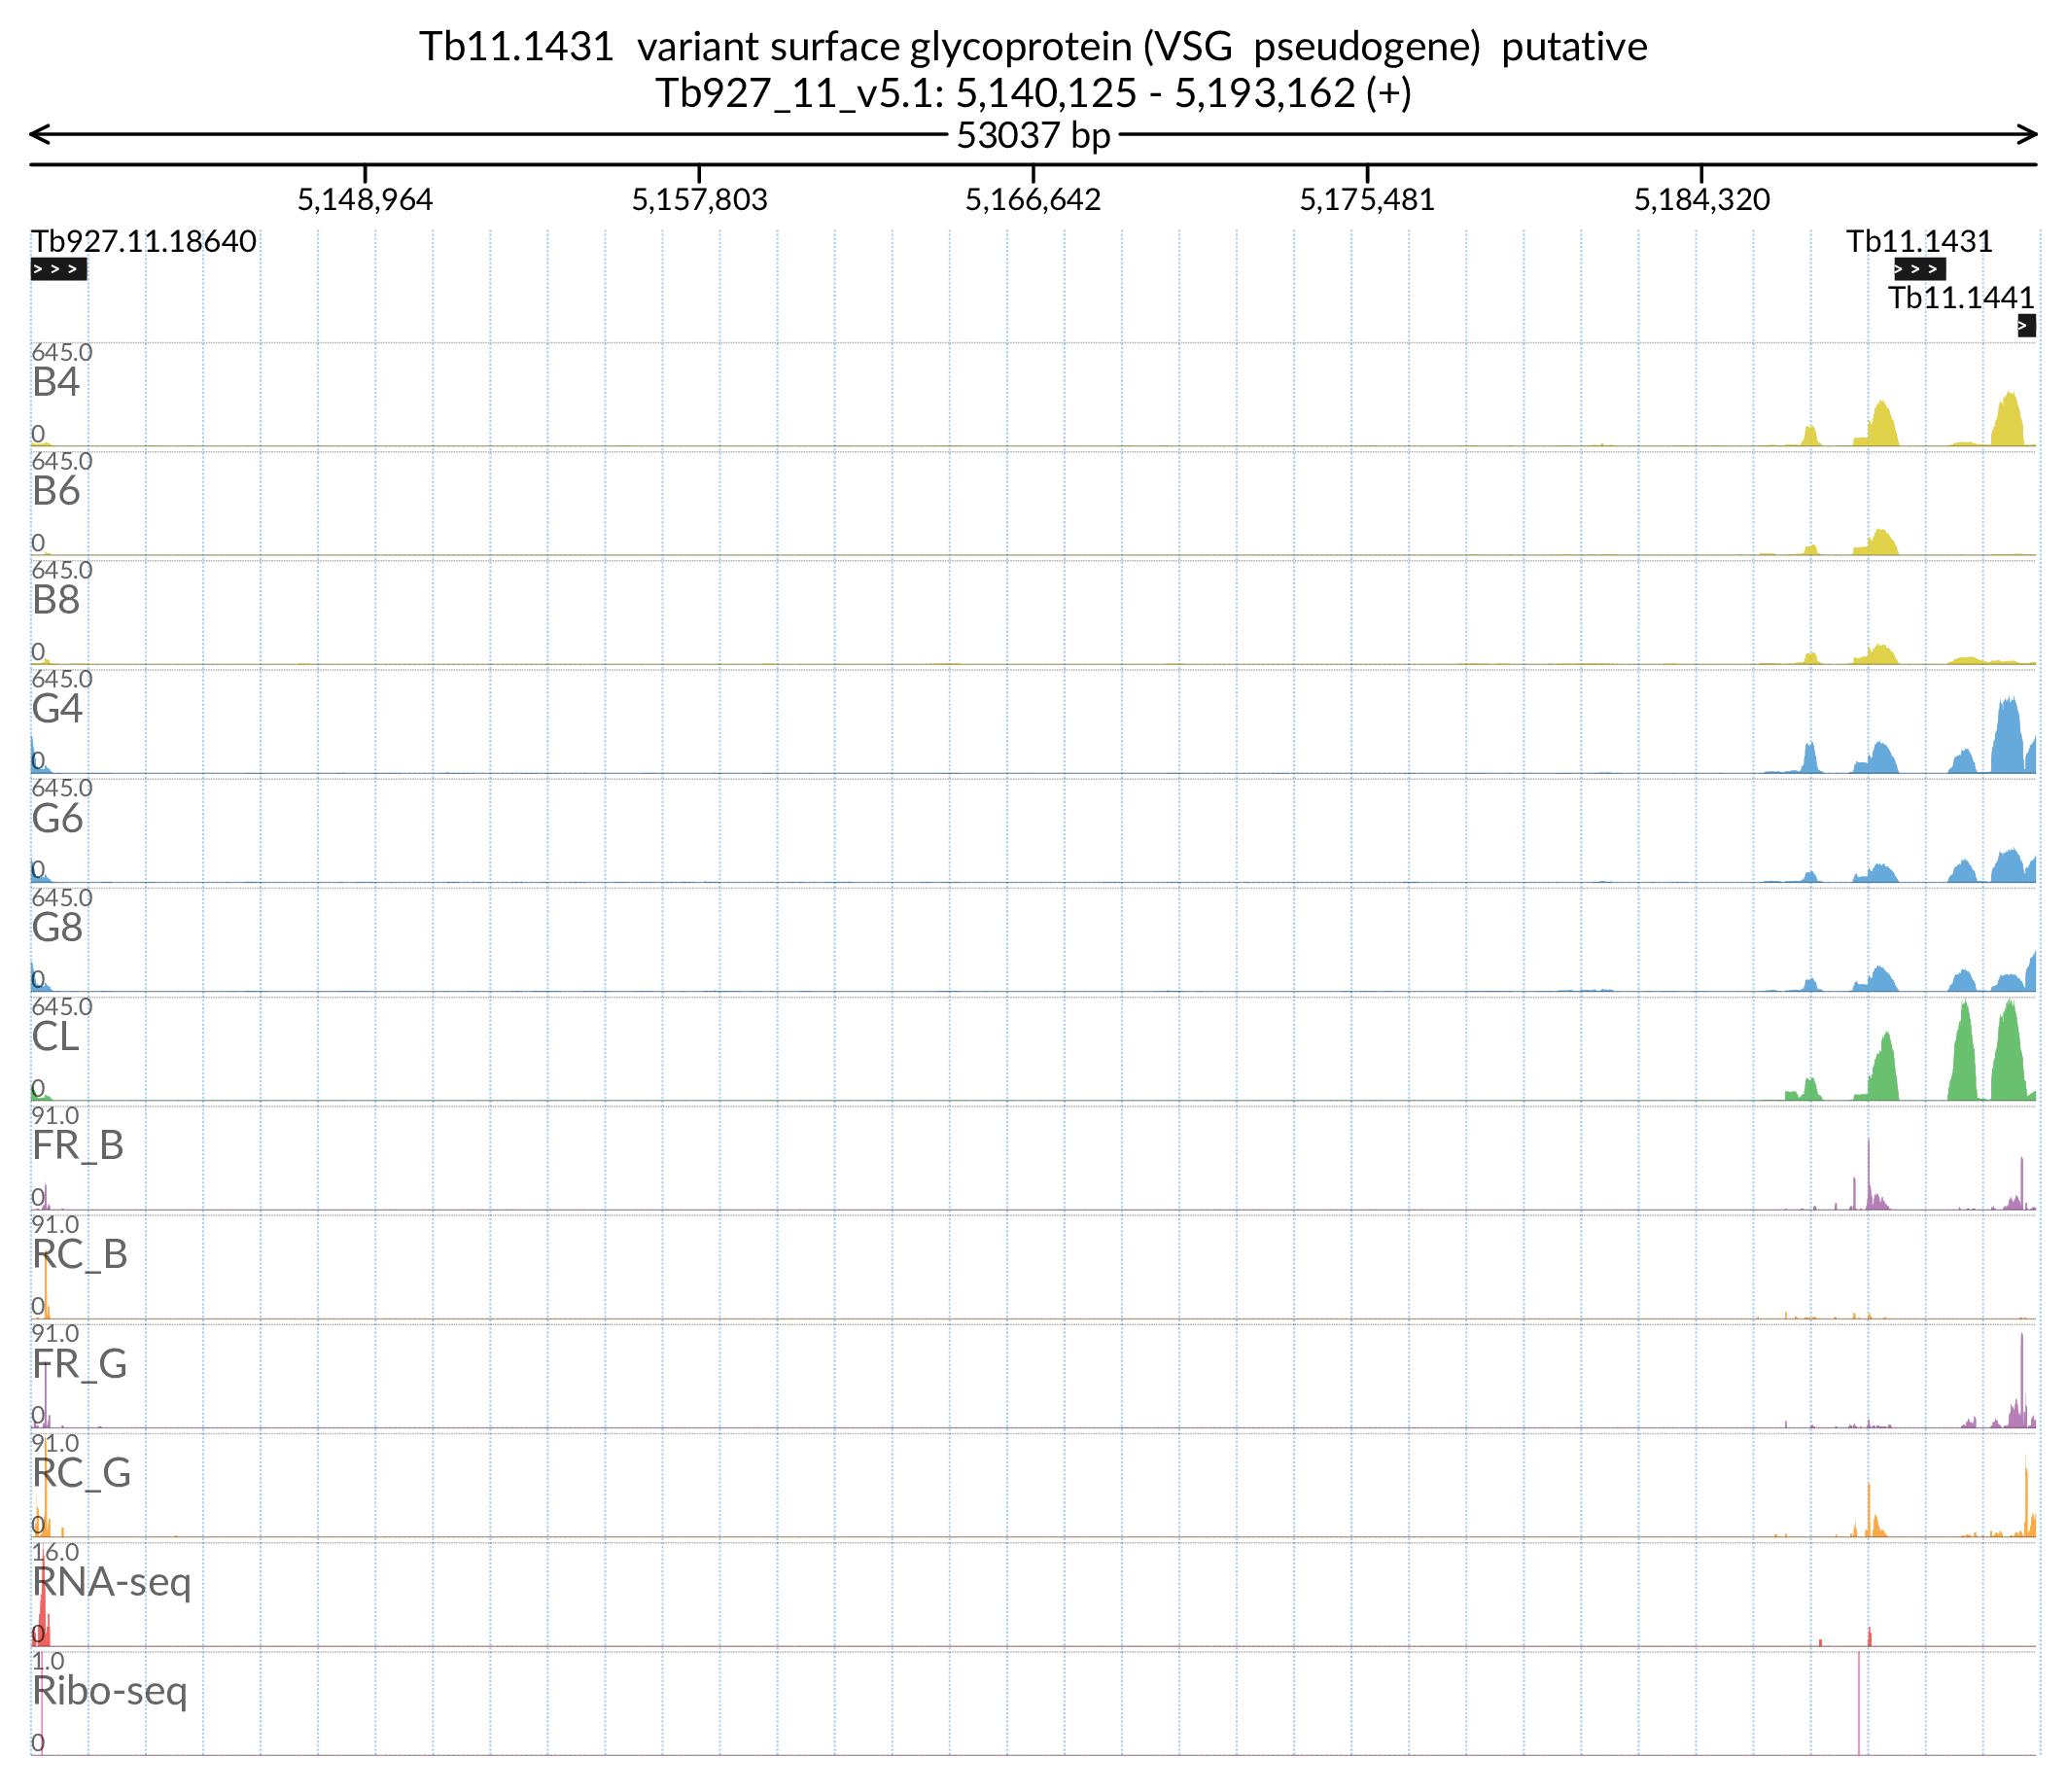 Tb11.1431 variant surface glycoprotein (VSG pseudogene) putative
Tb927_11_v5.1: 5,140,125 - 5,193,162 (+)
53037 bp
5,148,964 5,157,803 5,166,642 5,175,481 5,184,320
Tb927.11.18640 Tb11.1431
> > > > > >
Tb11.1441
>
645.0
B4
0
645.0
B6
0
645.0
B8
0
645.0
G4
0
645.0
G6
0
645.0
G8
0
645.0
CL
0
91.0
FR_B
0
91.0
RC_B
0
91.0
FR_G
0
91.0
RC_G
0
16.0
RNA-seq
0
1.0
Ribo-seq
0